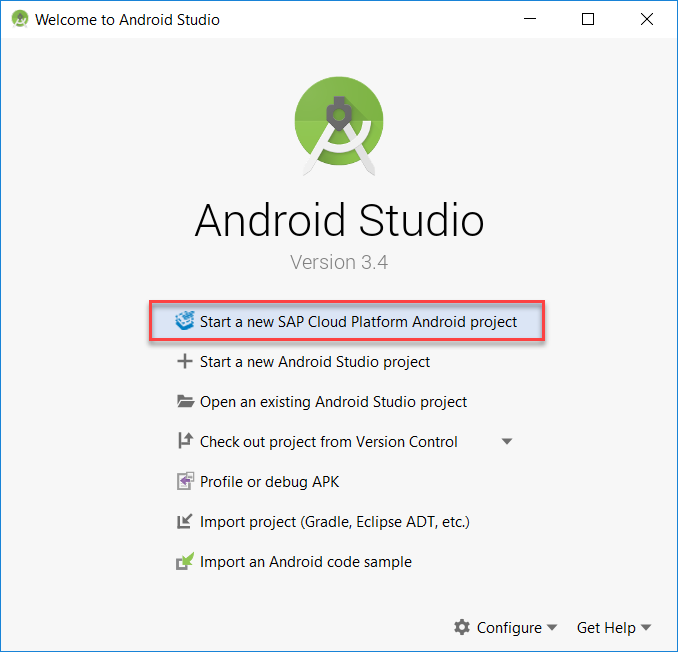 Welcome to Android Studio
Android Studio
Version 3.4
Start a new SAP Cloud Platform Android project
Start a new Android Studio project
Open an existing Android Studio project
Check out project from Version Control
Profile or debug APK
Import project (Gradle, Eclipse ADT, etc.)
Import an Android code sample
Configure Get Help